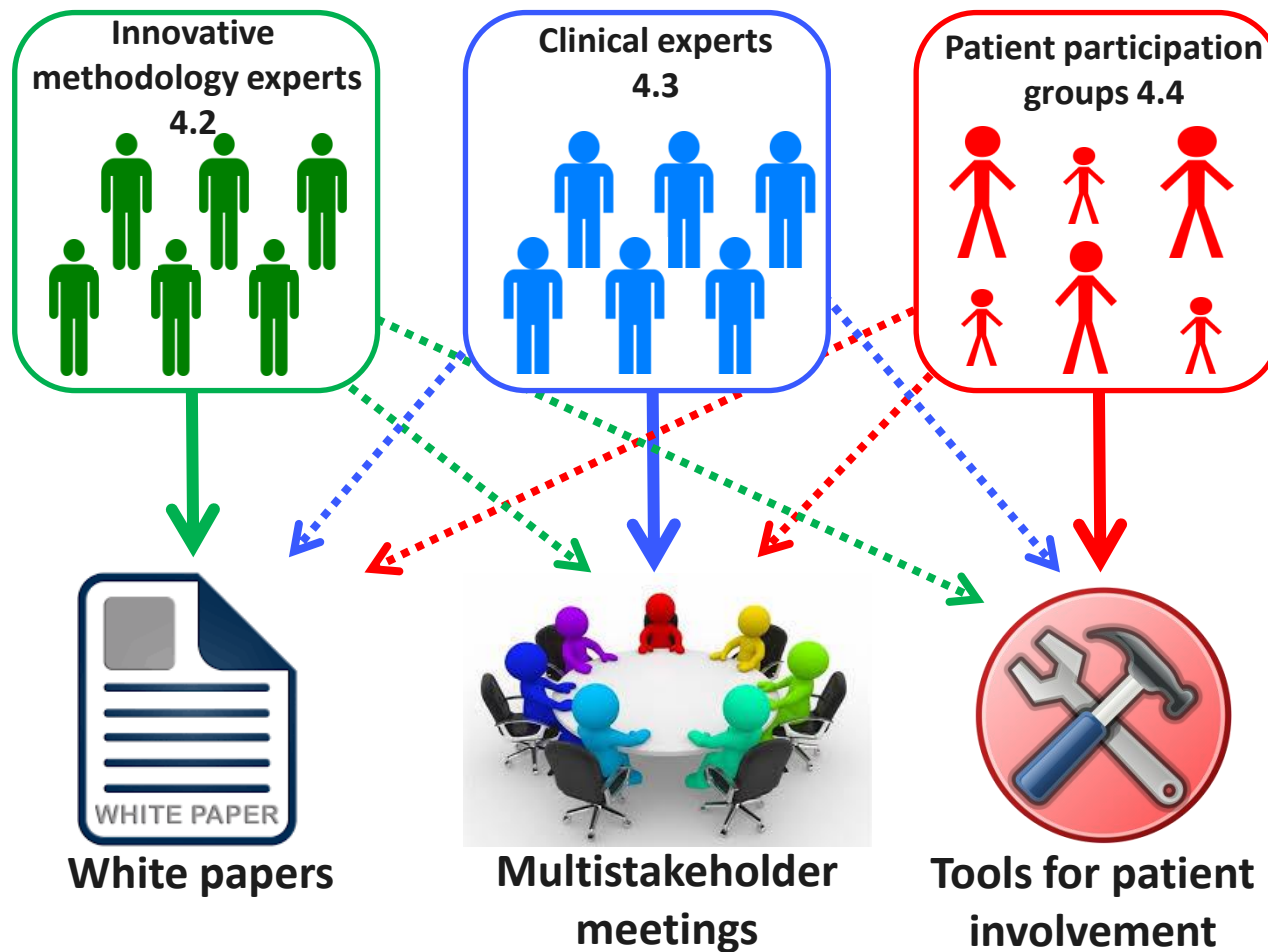 Innovative
methodology experts
4.2
Clinical experts
4.3
Patient participation
groups 4.4
WHITE PAPER
White papers
Multistakeholder
meetings
Tools for patient
involvement